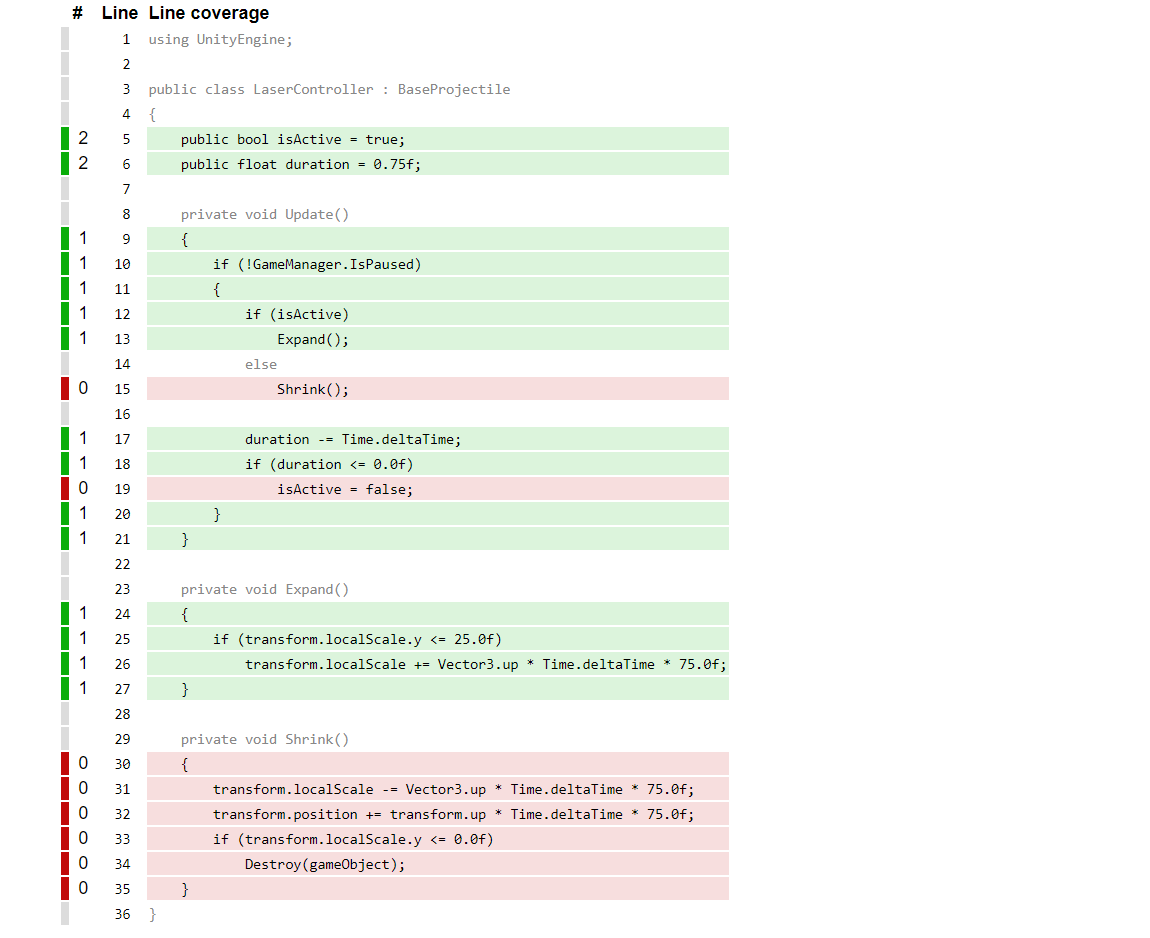 # Line Line coverage
1 using UnityEngine;
2
3 public class LaserController : BaseProjectile
4 {
2 5 public bool isActive = true;
2 6 public float duration = 0.75f;
7
8 private void Update()
1 9 {
1 10 if (!GameManager.IsPaused)
1 11 {
1 12 if (isActive)
1 13 Expand();
14 else
0 15 Shrink();
16
1 17 duration -= Time.deltaTime;
1 18 if (duration <= 0.0f)
0 19 isActive = false;
1 20 }
1 21 }
22
23 private void Expand()
1 24 {
1 25 if (transform.localScale.y <= 25.0f)
1 26 transform.localScale += Vector3.up * Time.deltaTime * 75.0f;
1 27 }
28
29 private void Shrink()
0 30 {
0 31 transform.localScale -= Vector3.up * Time.deltaTime * 75.0f;
0 32 transform.position += transform.up * Time.deltaTime * 75.0f;
0 33 if (transform.localScale.y <= 0.0f)
0 34 Destroy(gameObject);
0 35 }
36 }